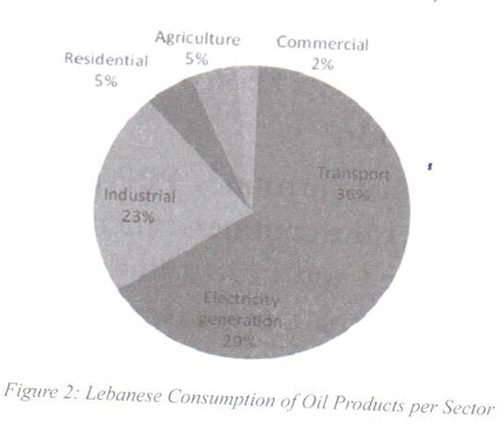 Agriculture
5%
Commercial
2%
Residential
5%
Transport
36%
Industrial
23%
Electricity
generation
29%
Figure 2: Lebanese Consumption of Oil Products per Sector